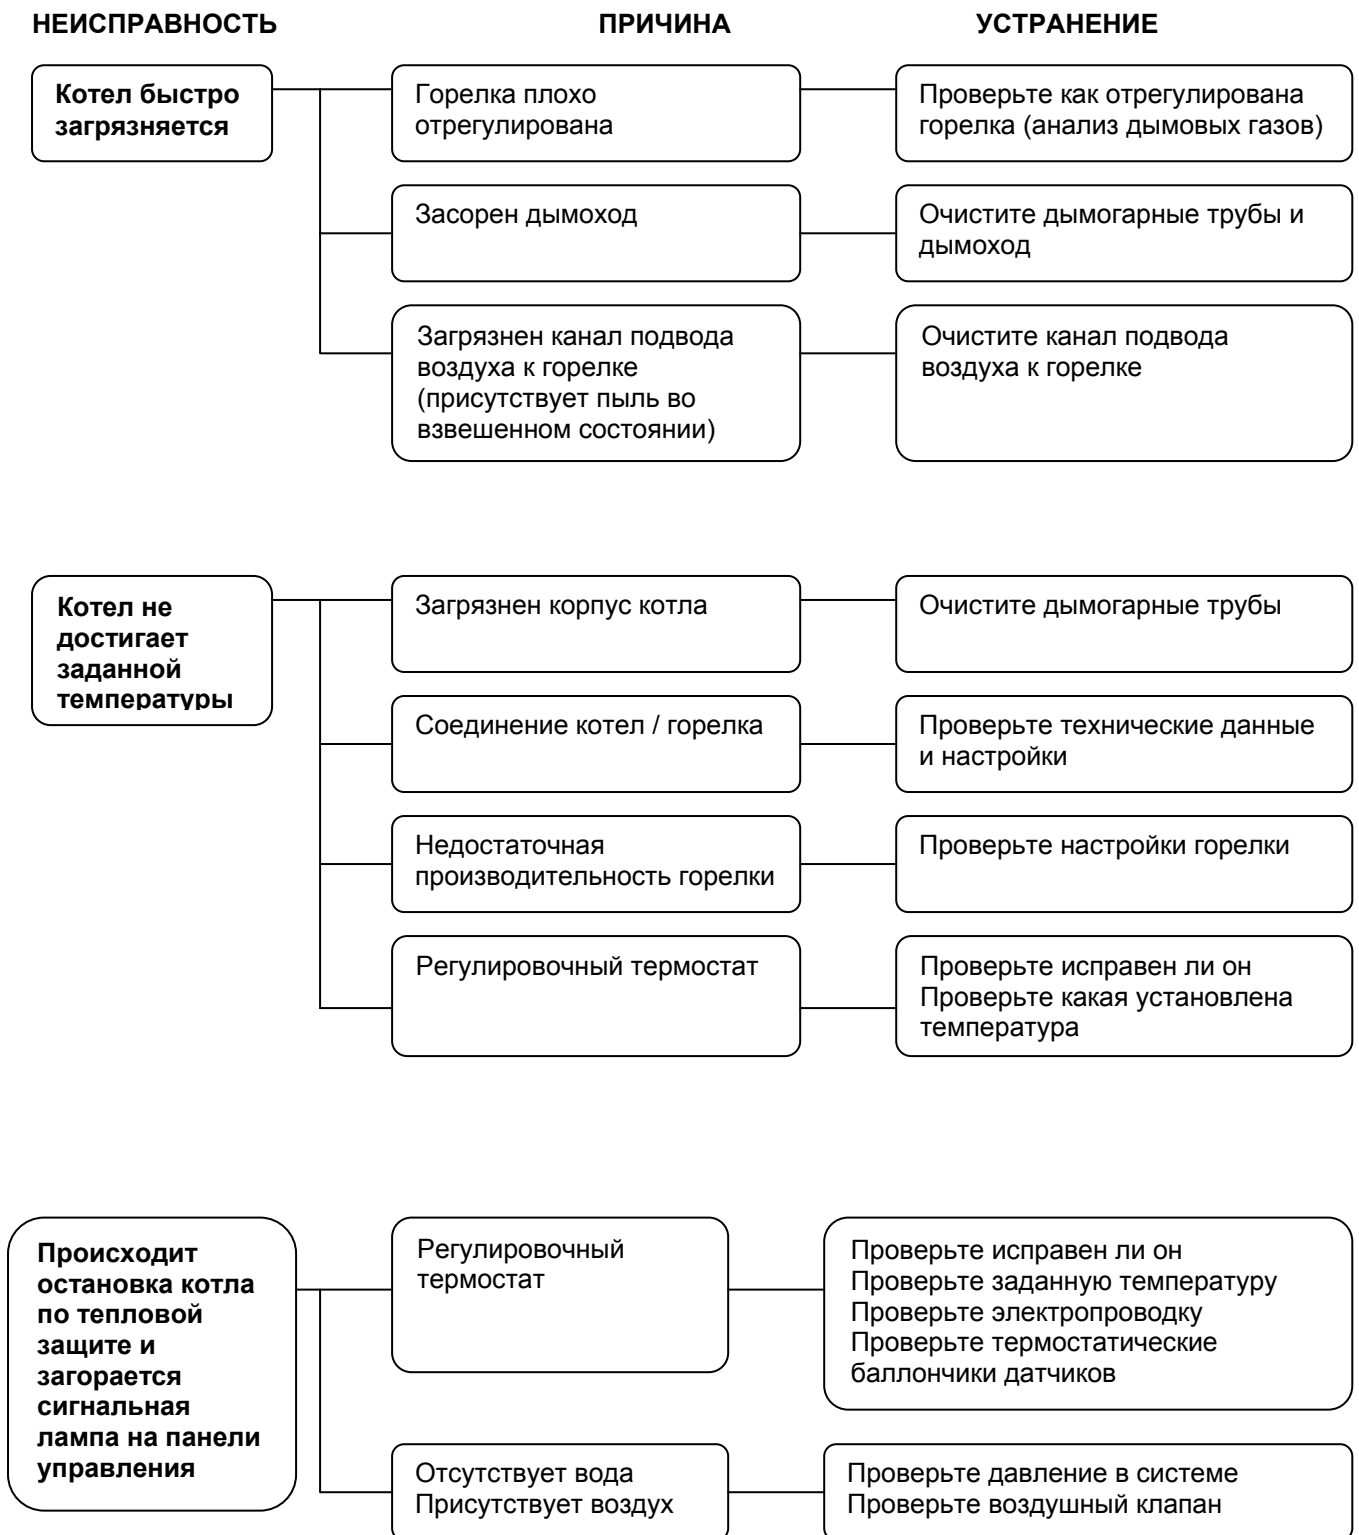 НЕИСПРАВНОСТЬ ПРИЧИНА УСТРАНЕНИЕ
Котел быстро
загрязняется
Горелка плохо
отрегулирована
Проверьте как отрегулирована
горелка (анализ дымовых газов)
Засорен дымоход
Очистите дымогарные трубы и
дымоход
Загрязнен канал подвода
воздуха к горелке
(присутствует пыль во
взвешенном состоянии)
Очистите канал подвода
воздуха к горелке
Котел не
достигает
заданной
температуры
Загрязнен корпус котла
Очистите дымогарные трубы
Соединение котел / горелка
Проверьте технические данные
и настройки
Недостаточная
производительность горелки
Проверьте настройки горелки
Регулировочный термостат
Проверьте исправен ли он
Проверьте какая установлена
температура
Происходит
остановка котла
по тепловой
защите и
загорается
сигнальная
лампа на панели
управления
Регулировочный
термостат
Проверьте исправен ли он
Проверьте заданную температуру
Проверьте электропроводку
Проверьте термостатические
баллончики датчиков
Отсутствует вода
Присутствует воздух
Проверьте давление в системе
Проверьте воздушный клапан